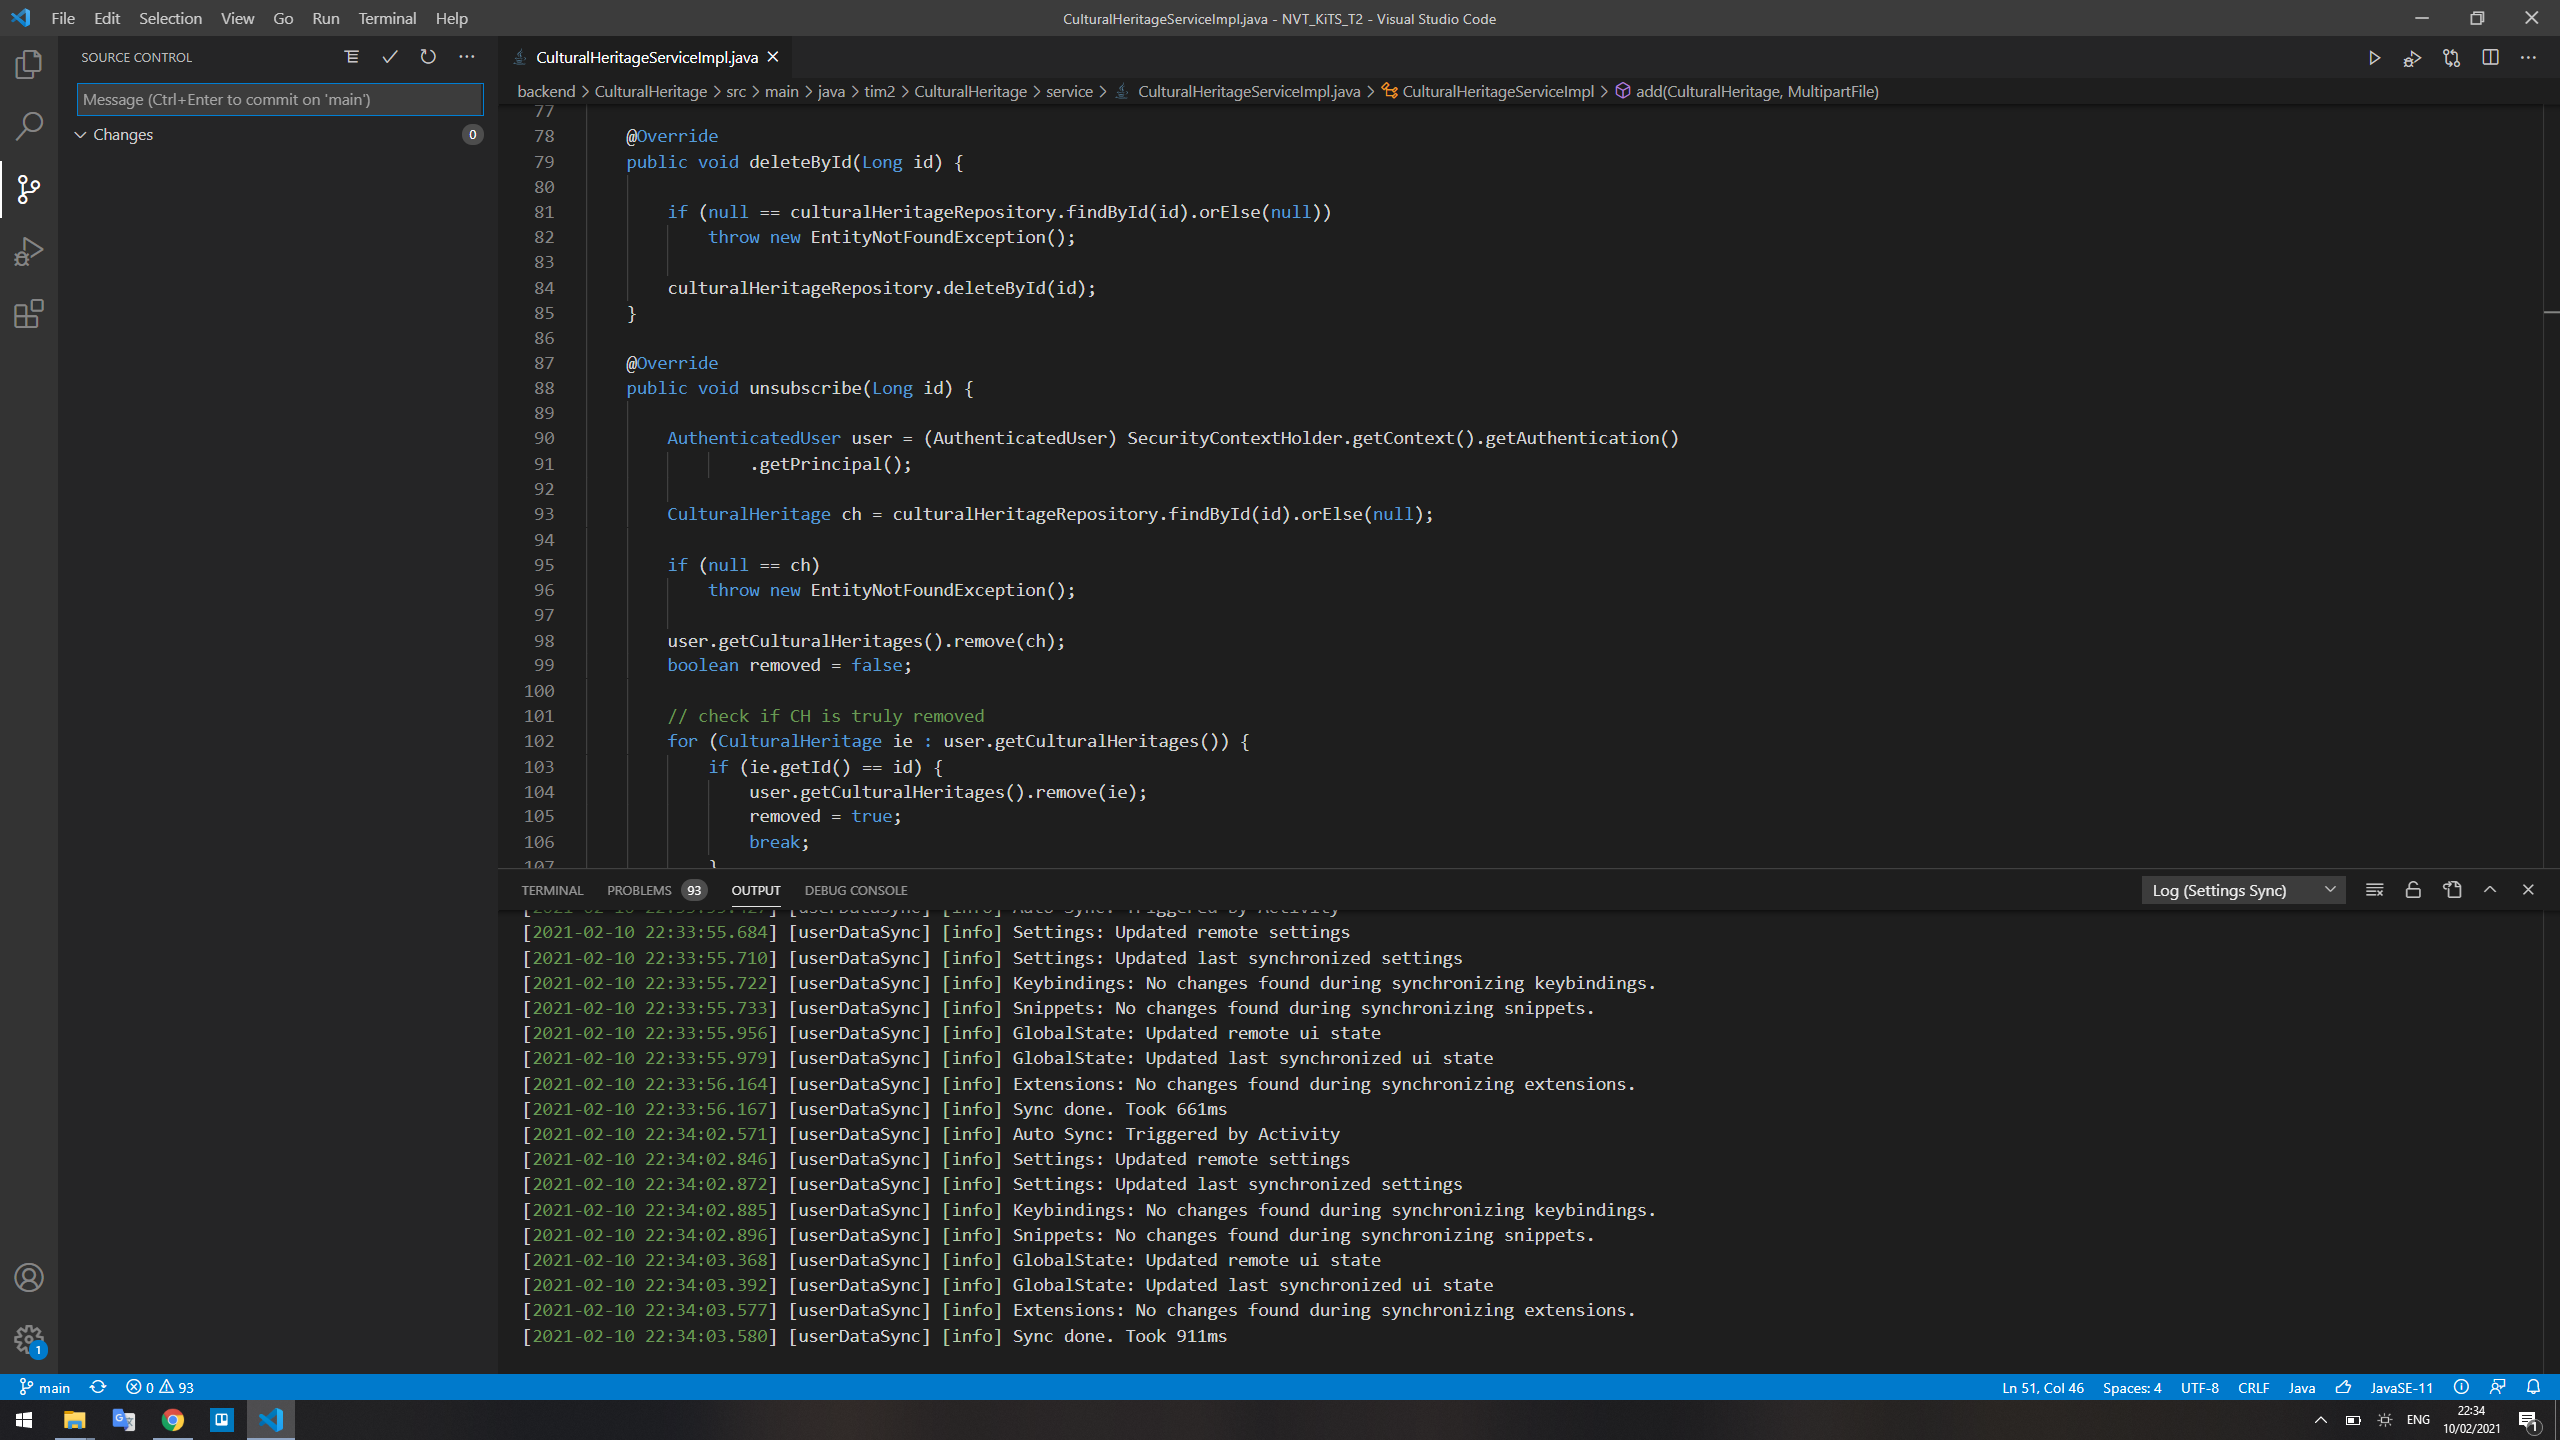 File Edit Selection View Go Run Terminal Help
CulturalHeritageServiceImpl.java - NVT_KiTS_T2 - Visual Studio Code
SOURCE CONTROL
CulturalHeritageServiceImpl.java
Message (Ctrl+Enter to commit on 'main')
Changes 0
backend > CulturalHeritage > src > main > java > tim2 > CulturalHeritage > service > CulturalHeritageServiceImpl.java > CulturalHeritageServiceImpl > add(CulturalHeritage, MultipartFile)
77
78 @Override
79 public void deleteById(Long id) {
80
81 if (null == culturalHeritageRepository.findById(id).orElse(null))
82 throw new EntityNotFoundException();
83
84 culturalHeritageRepository.deleteById(id);
85 }
86
87 @Override
88 public void unsubscribe(Long id) {
89
90 AuthenticatedUser user = (AuthenticatedUser) SecurityContextHolder.getContext().getAuthentication()
91 .getPrincipal();
92
93 CulturalHeritage ch = culturalHeritageRepository.findById(id).orElse(null);
94
95 if (null == ch)
96 throw new EntityNotFoundException();
97
98 user.getCulturalHeritages().remove(ch);
99 boolean removed = false;
100
101 // check if CH is truly removed
102 for (CulturalHeritage ie : user.getCulturalHeritages()) {
103 if (ie.getId() == id) {
104 user.getCulturalHeritages().remove(ie);
105 removed = true;
106 break;
107 }
TERMINAL PROBLEMS 93 OUTPUT DEBUG CONSOLE
Log (Settings Sync)
[2021-02-10 22:33:55.427] [userDataSync] [info] Auto Sync: Triggered by Activity
[2021-02-10 22:33:55.684] [userDataSync] [info] Settings: Updated remote settings
[2021-02-10 22:33:55.710] [userDataSync] [info] Settings: Updated last synchronized settings
[2021-02-10 22:33:55.722] [userDataSync] [info] Keybindings: No changes found during synchronizing keybindings.
[2021-02-10 22:33:55.733] [userDataSync] [info] Snippets: No changes found during synchronizing snippets.
[2021-02-10 22:33:55.956] [userDataSync] [info] GlobalState: Updated remote ui state
[2021-02-10 22:33:55.979] [userDataSync] [info] GlobalState: Updated last synchronized ui state
[2021-02-10 22:33:56.164] [userDataSync] [info] Extensions: No changes found during synchronizing extensions.
[2021-02-10 22:33:56.167] [userDataSync] [info] Sync done. Took 661ms
[2021-02-10 22:34:02.571] [userDataSync] [info] Auto Sync: Triggered by Activity
[2021-02-10 22:34:02.846] [userDataSync] [info] Settings: Updated remote settings
[2021-02-10 22:34:02.872] [userDataSync] [info] Settings: Updated last synchronized settings
[2021-02-10 22:34:02.885] [userDataSync] [info] Keybindings: No changes found during synchronizing keybindings.
[2021-02-10 22:34:02.896] [userDataSync] [info] Snippets: No changes found during synchronizing snippets.
[2021-02-10 22:34:03.368] [userDataSync] [info] GlobalState: Updated remote ui state
[2021-02-10 22:34:03.392] [userDataSync] [info] GlobalState: Updated last synchronized ui state
[2021-02-10 22:34:03.577] [userDataSync] [info] Extensions: No changes found during synchronizing extensions.
[2021-02-10 22:34:03.580] [userDataSync] [info] Sync done. Took 911ms
1
main 0 93
Ln 51, Col 46 Spaces: 4 UTF-8 CRLF Java JavaSE-11
ENG
22:34
10/02/2021
1